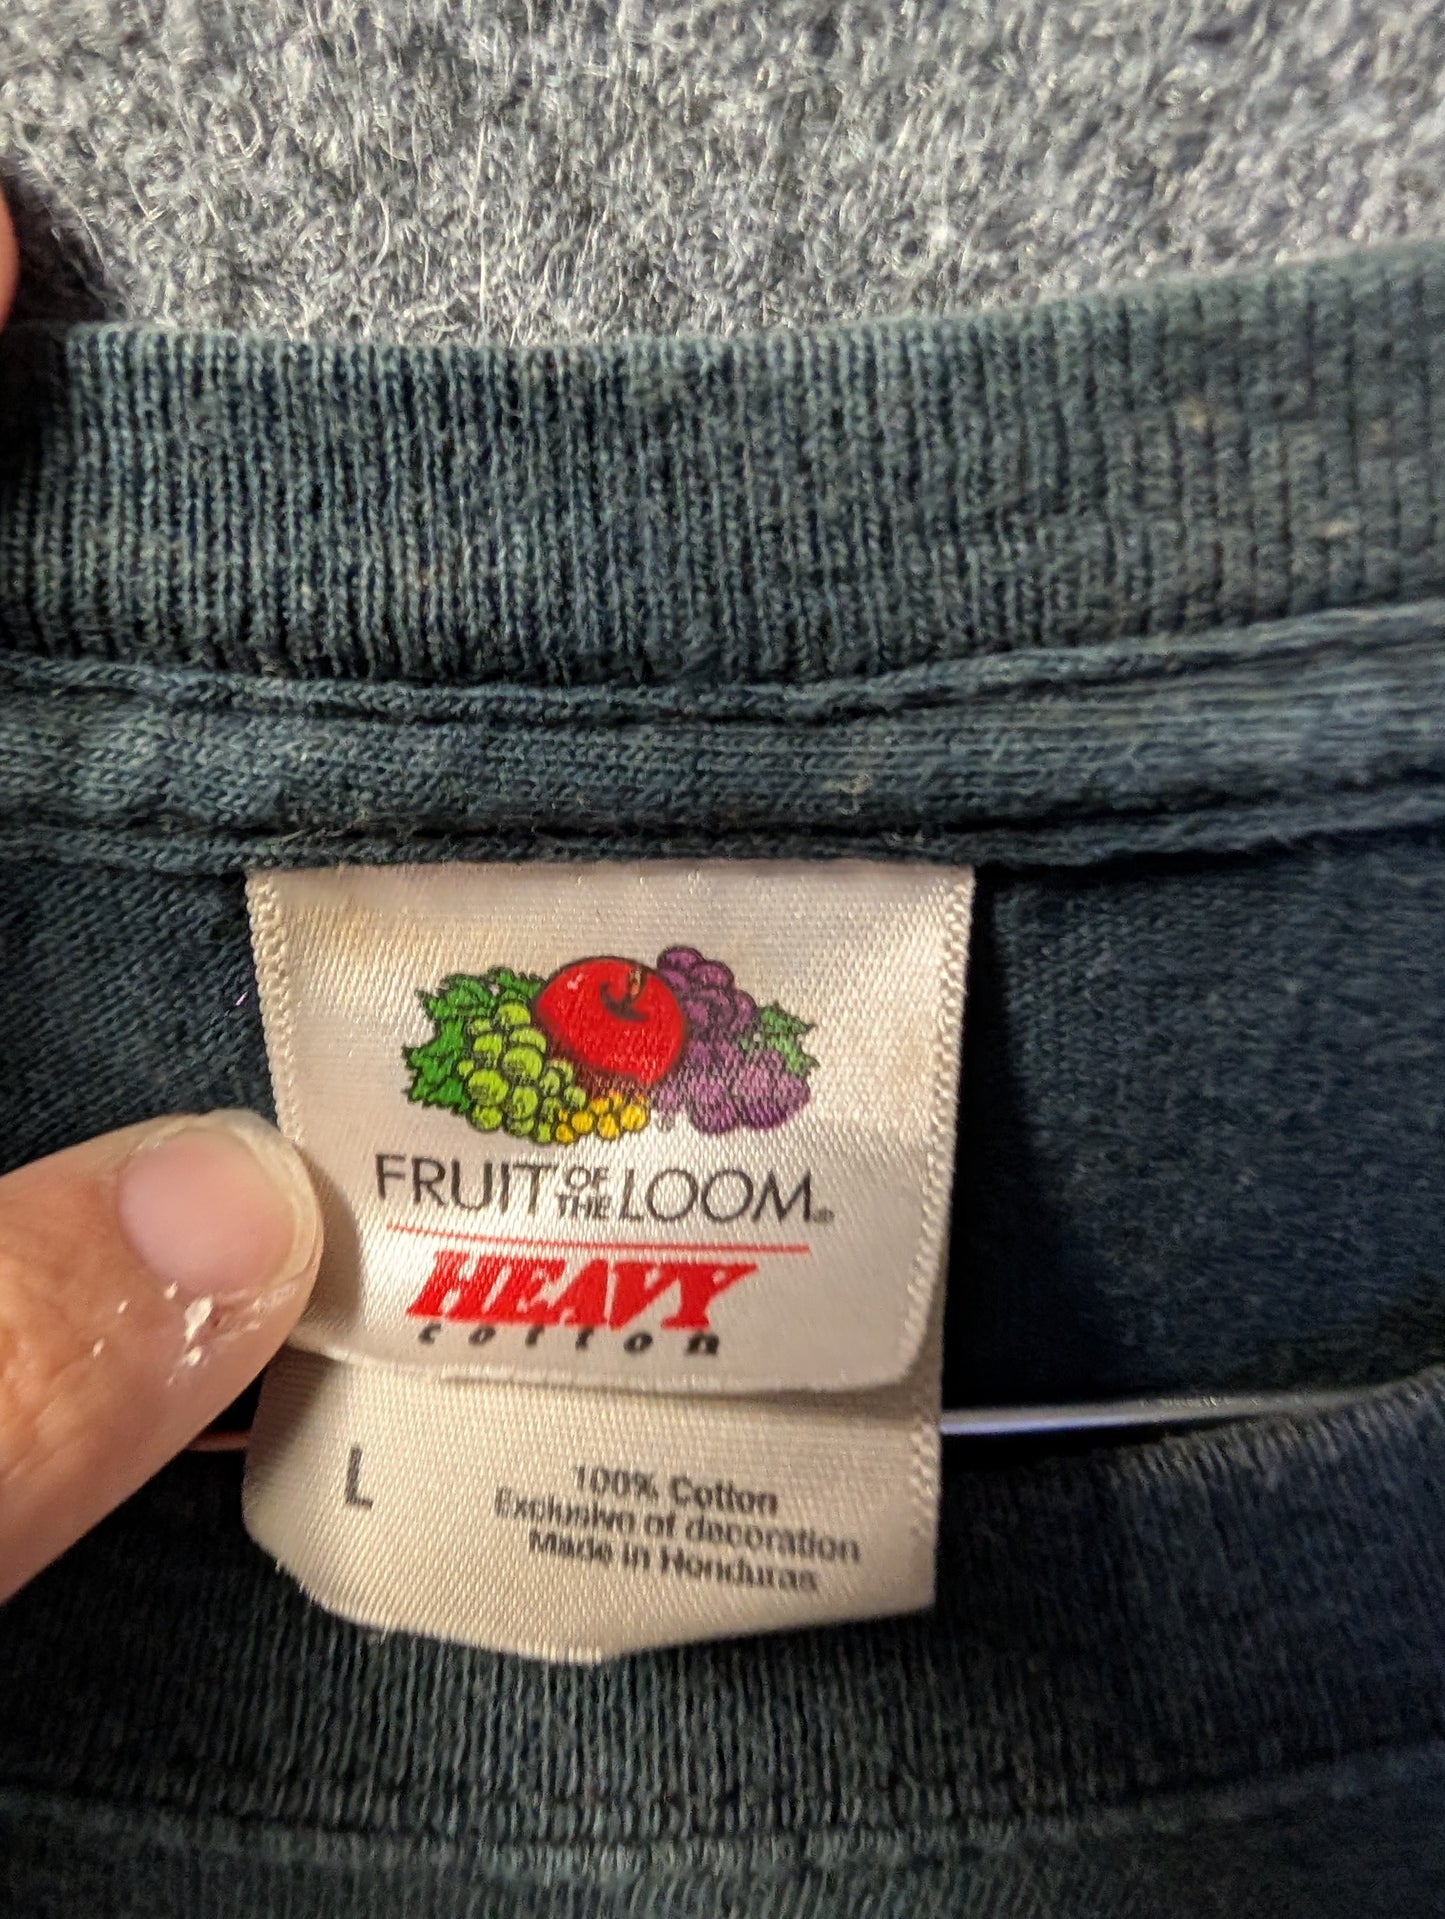 FRUIT OF THE LOOM®
HEAVY
cotton
L
100% Cotton
Exclusive of decoration
Made in Honduras